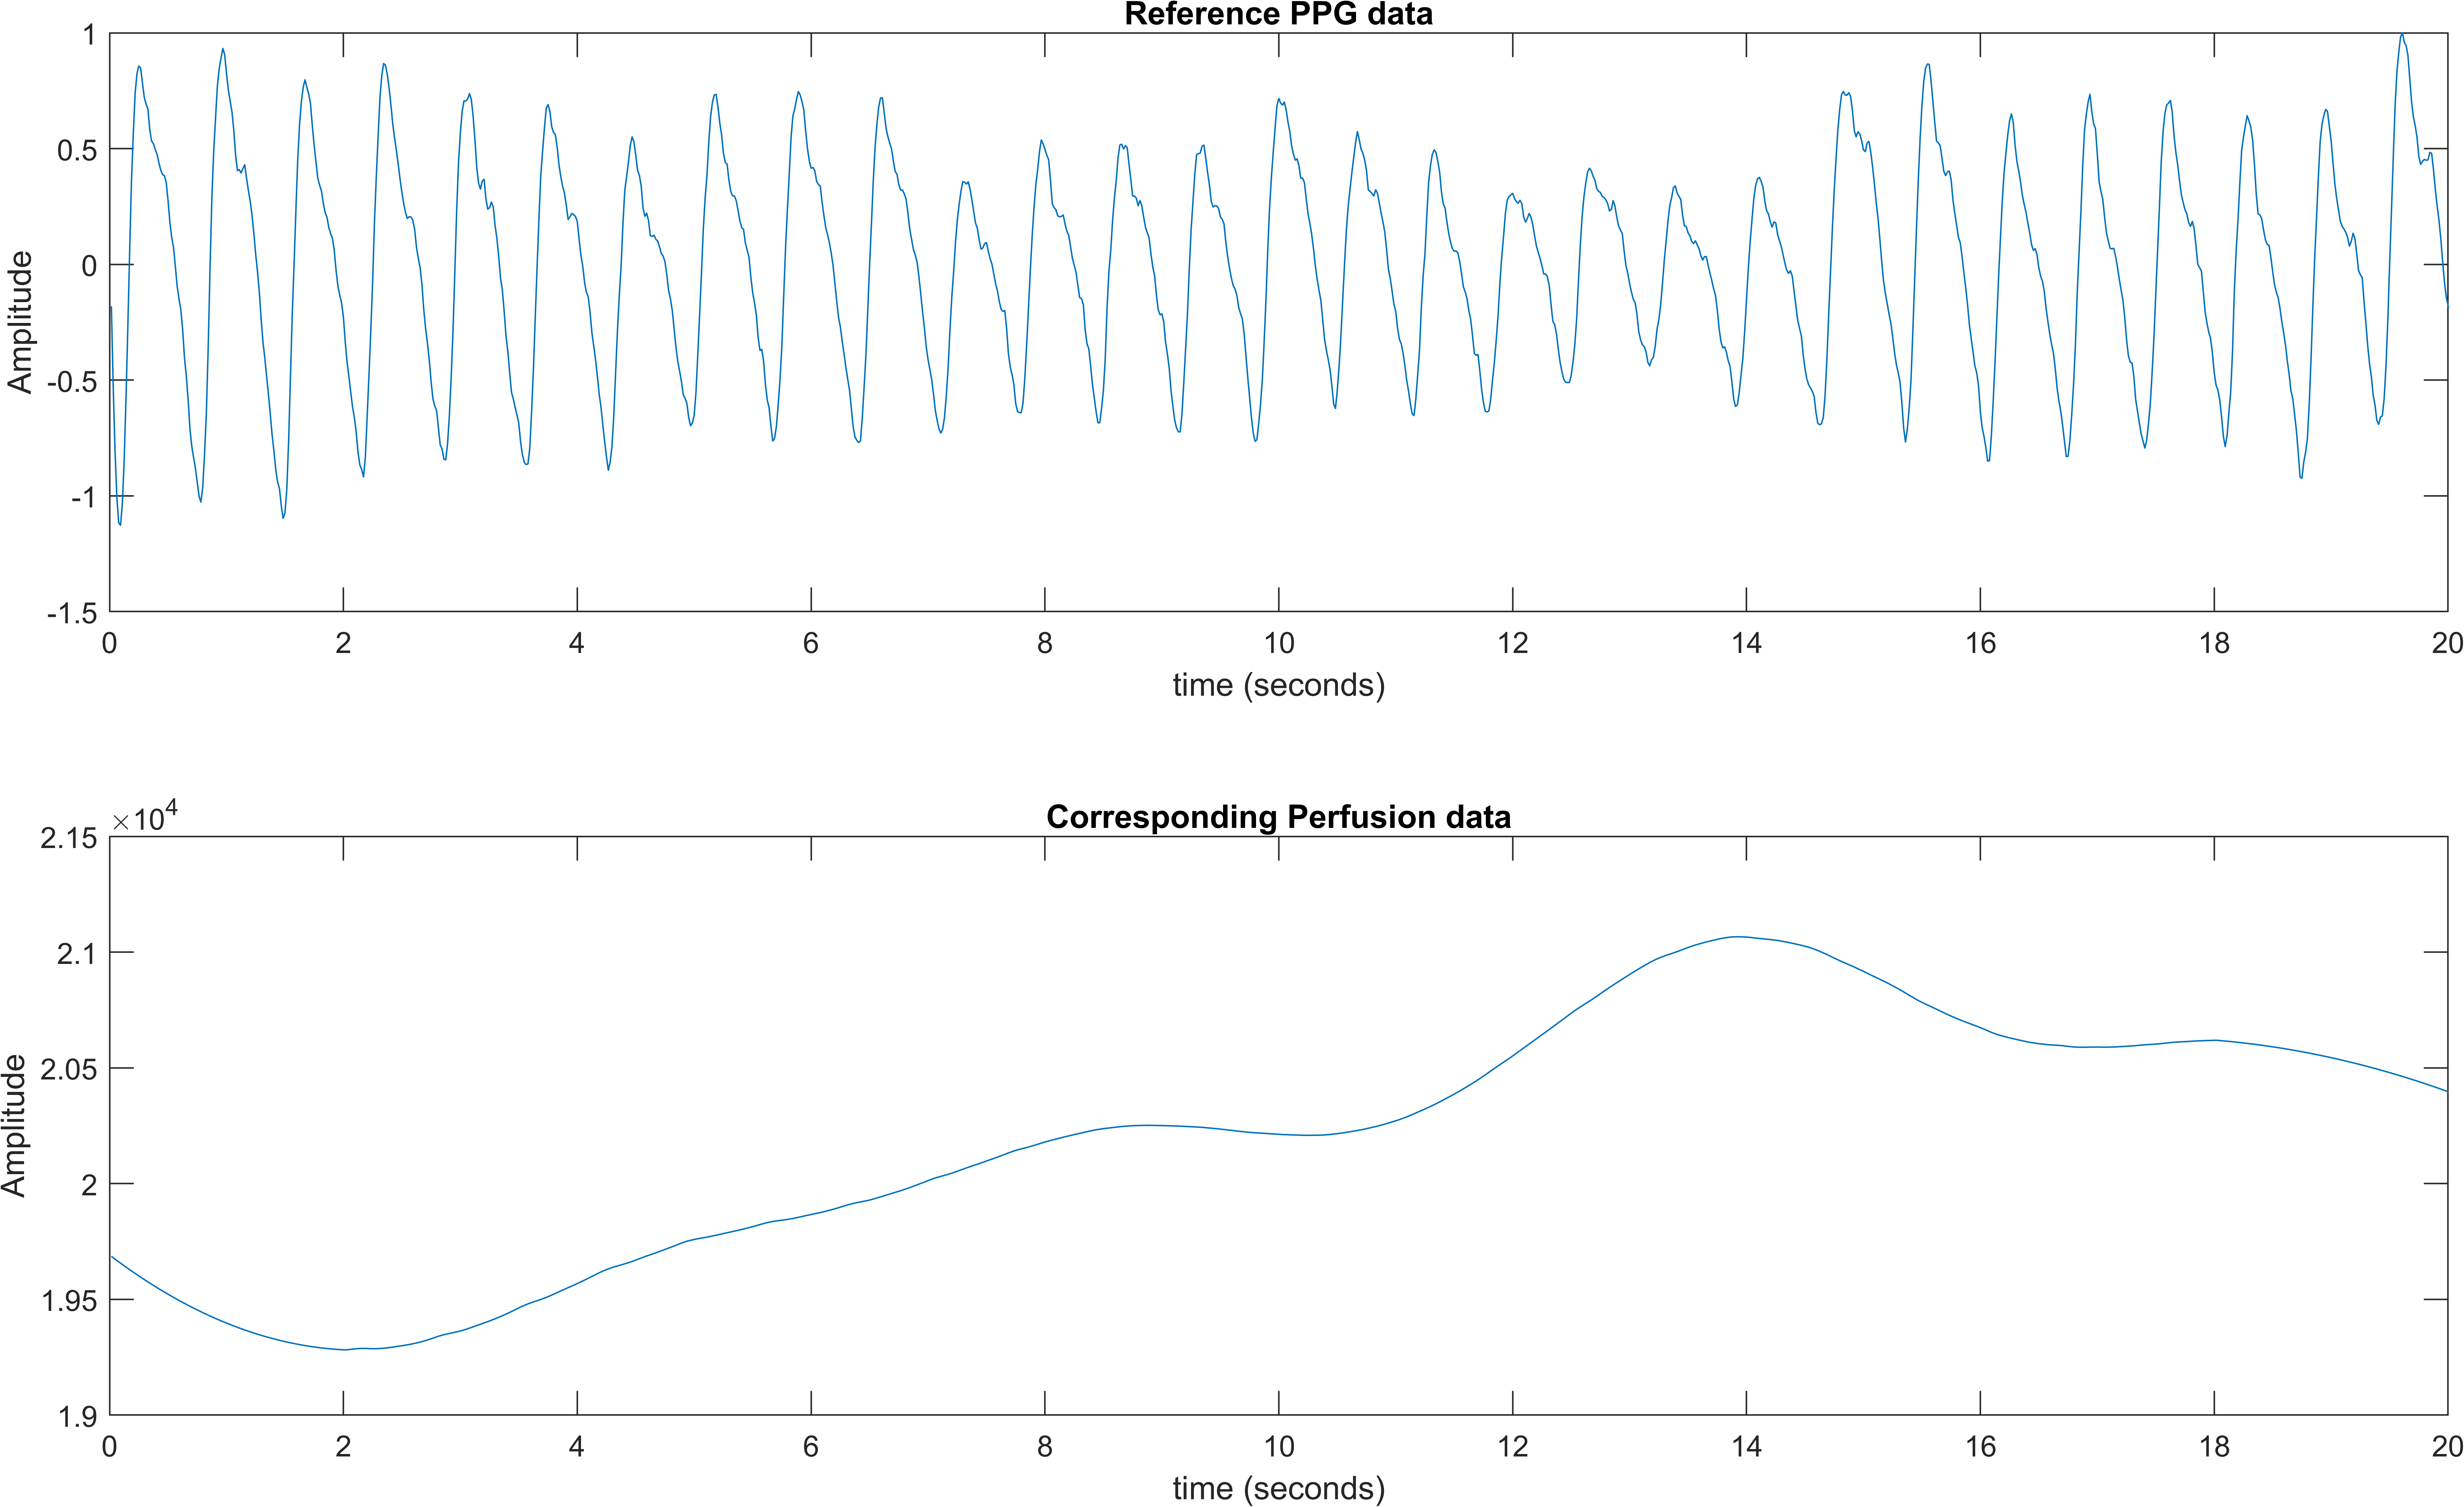 Reference PPG data
1
0.5
0
-0.5
-1
-1.5
Amplitude
0 2 4 6 8 10 12 14 16 18 20
time (seconds)
×10^4
Corresponding Perfusion data
2.15
2.1
2.05
2
1.95
1.9
Amplitude
0 2 4 6 8 10 12 14 16 18 20
time (seconds)